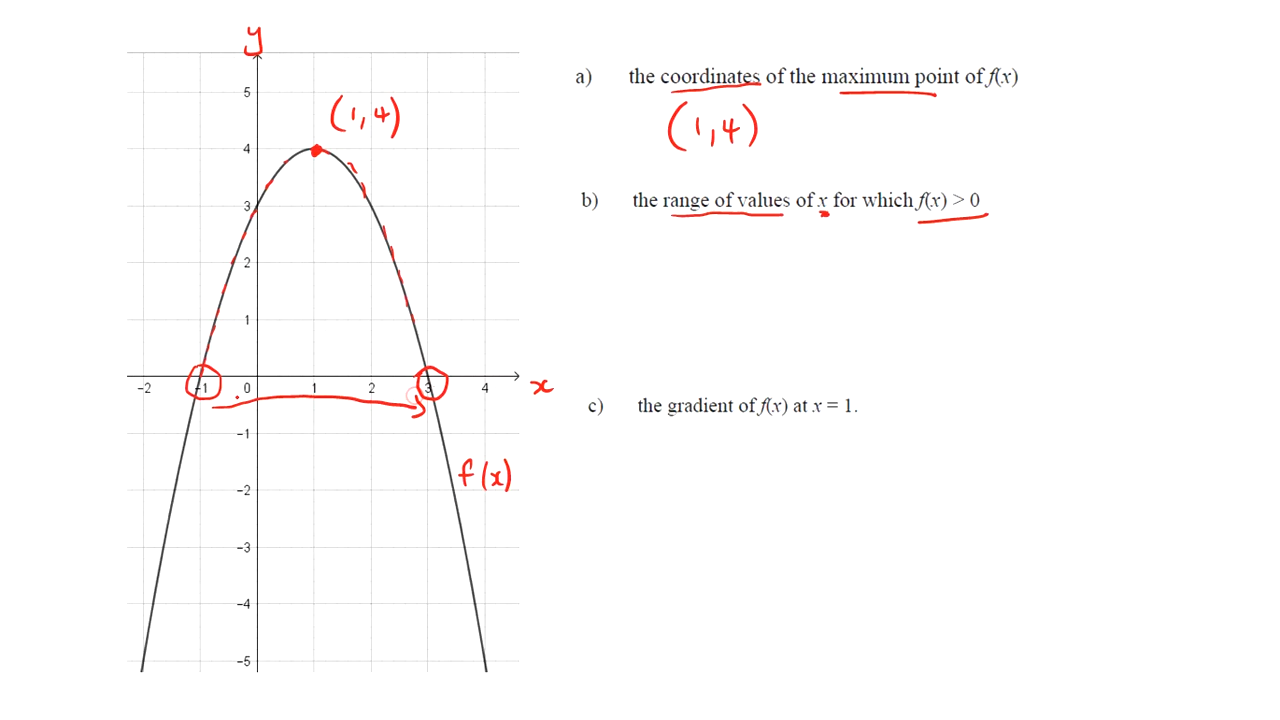 y
5
(1,4)
4
3
2
1
-2 -1 0 1 2 3 4 x
-1
-2
f(x)
-3
-4
-5
a) the coordinates of the maximum point of f(x)
(1,4)
b) the range of values of x for which f(x) > 0
c) the gradient of f(x) at x = 1.